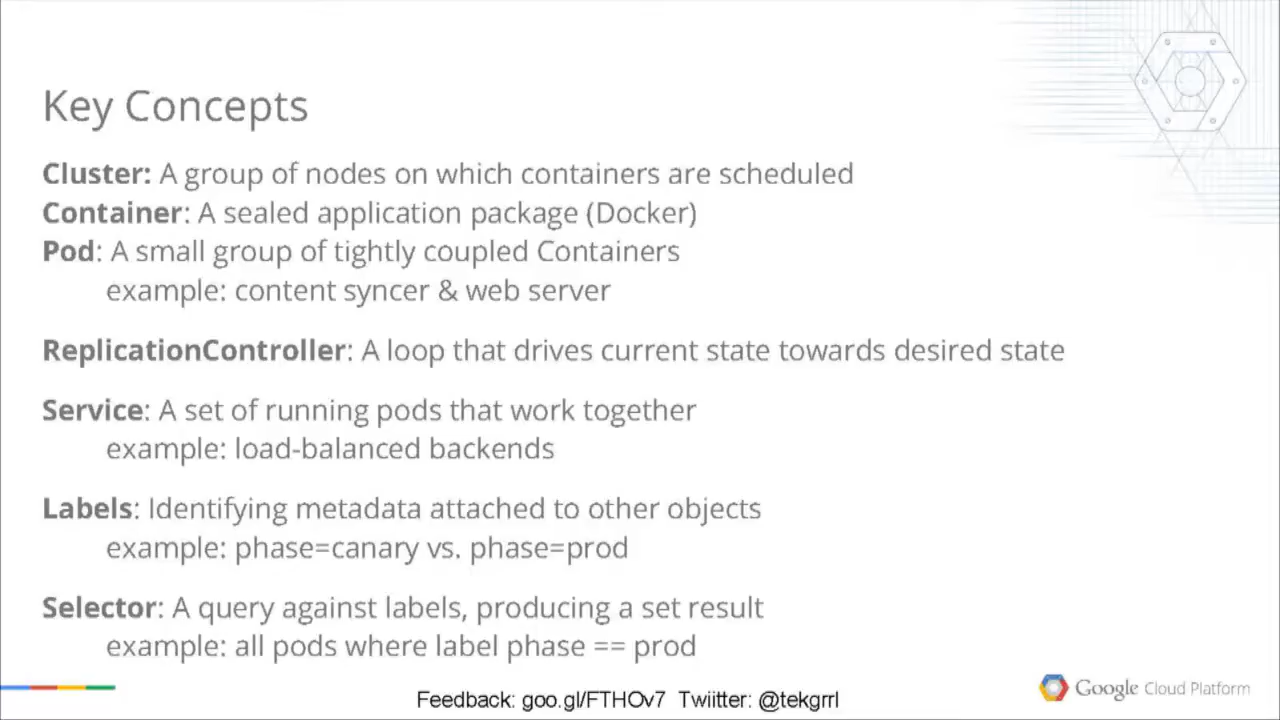 Key Concepts
Cluster: A group of nodes on which containers are scheduled
Container: A sealed application package (Docker)
Pod: A small group of tightly coupled Containers
example: content syncer & web server
ReplicationController: A loop that drives current state towards desired state
Service: A set of running pods that work together
example: load-balanced backends
Labels: Identifying metadata attached to other objects
example: phase=canary vs. phase=prod
Selector: A query against labels, producing a set result
example: all pods where label phase == prod
Feedback: goo.gl/FTHOv7 Twiitter: @tekgrrl
Google Cloud Platform